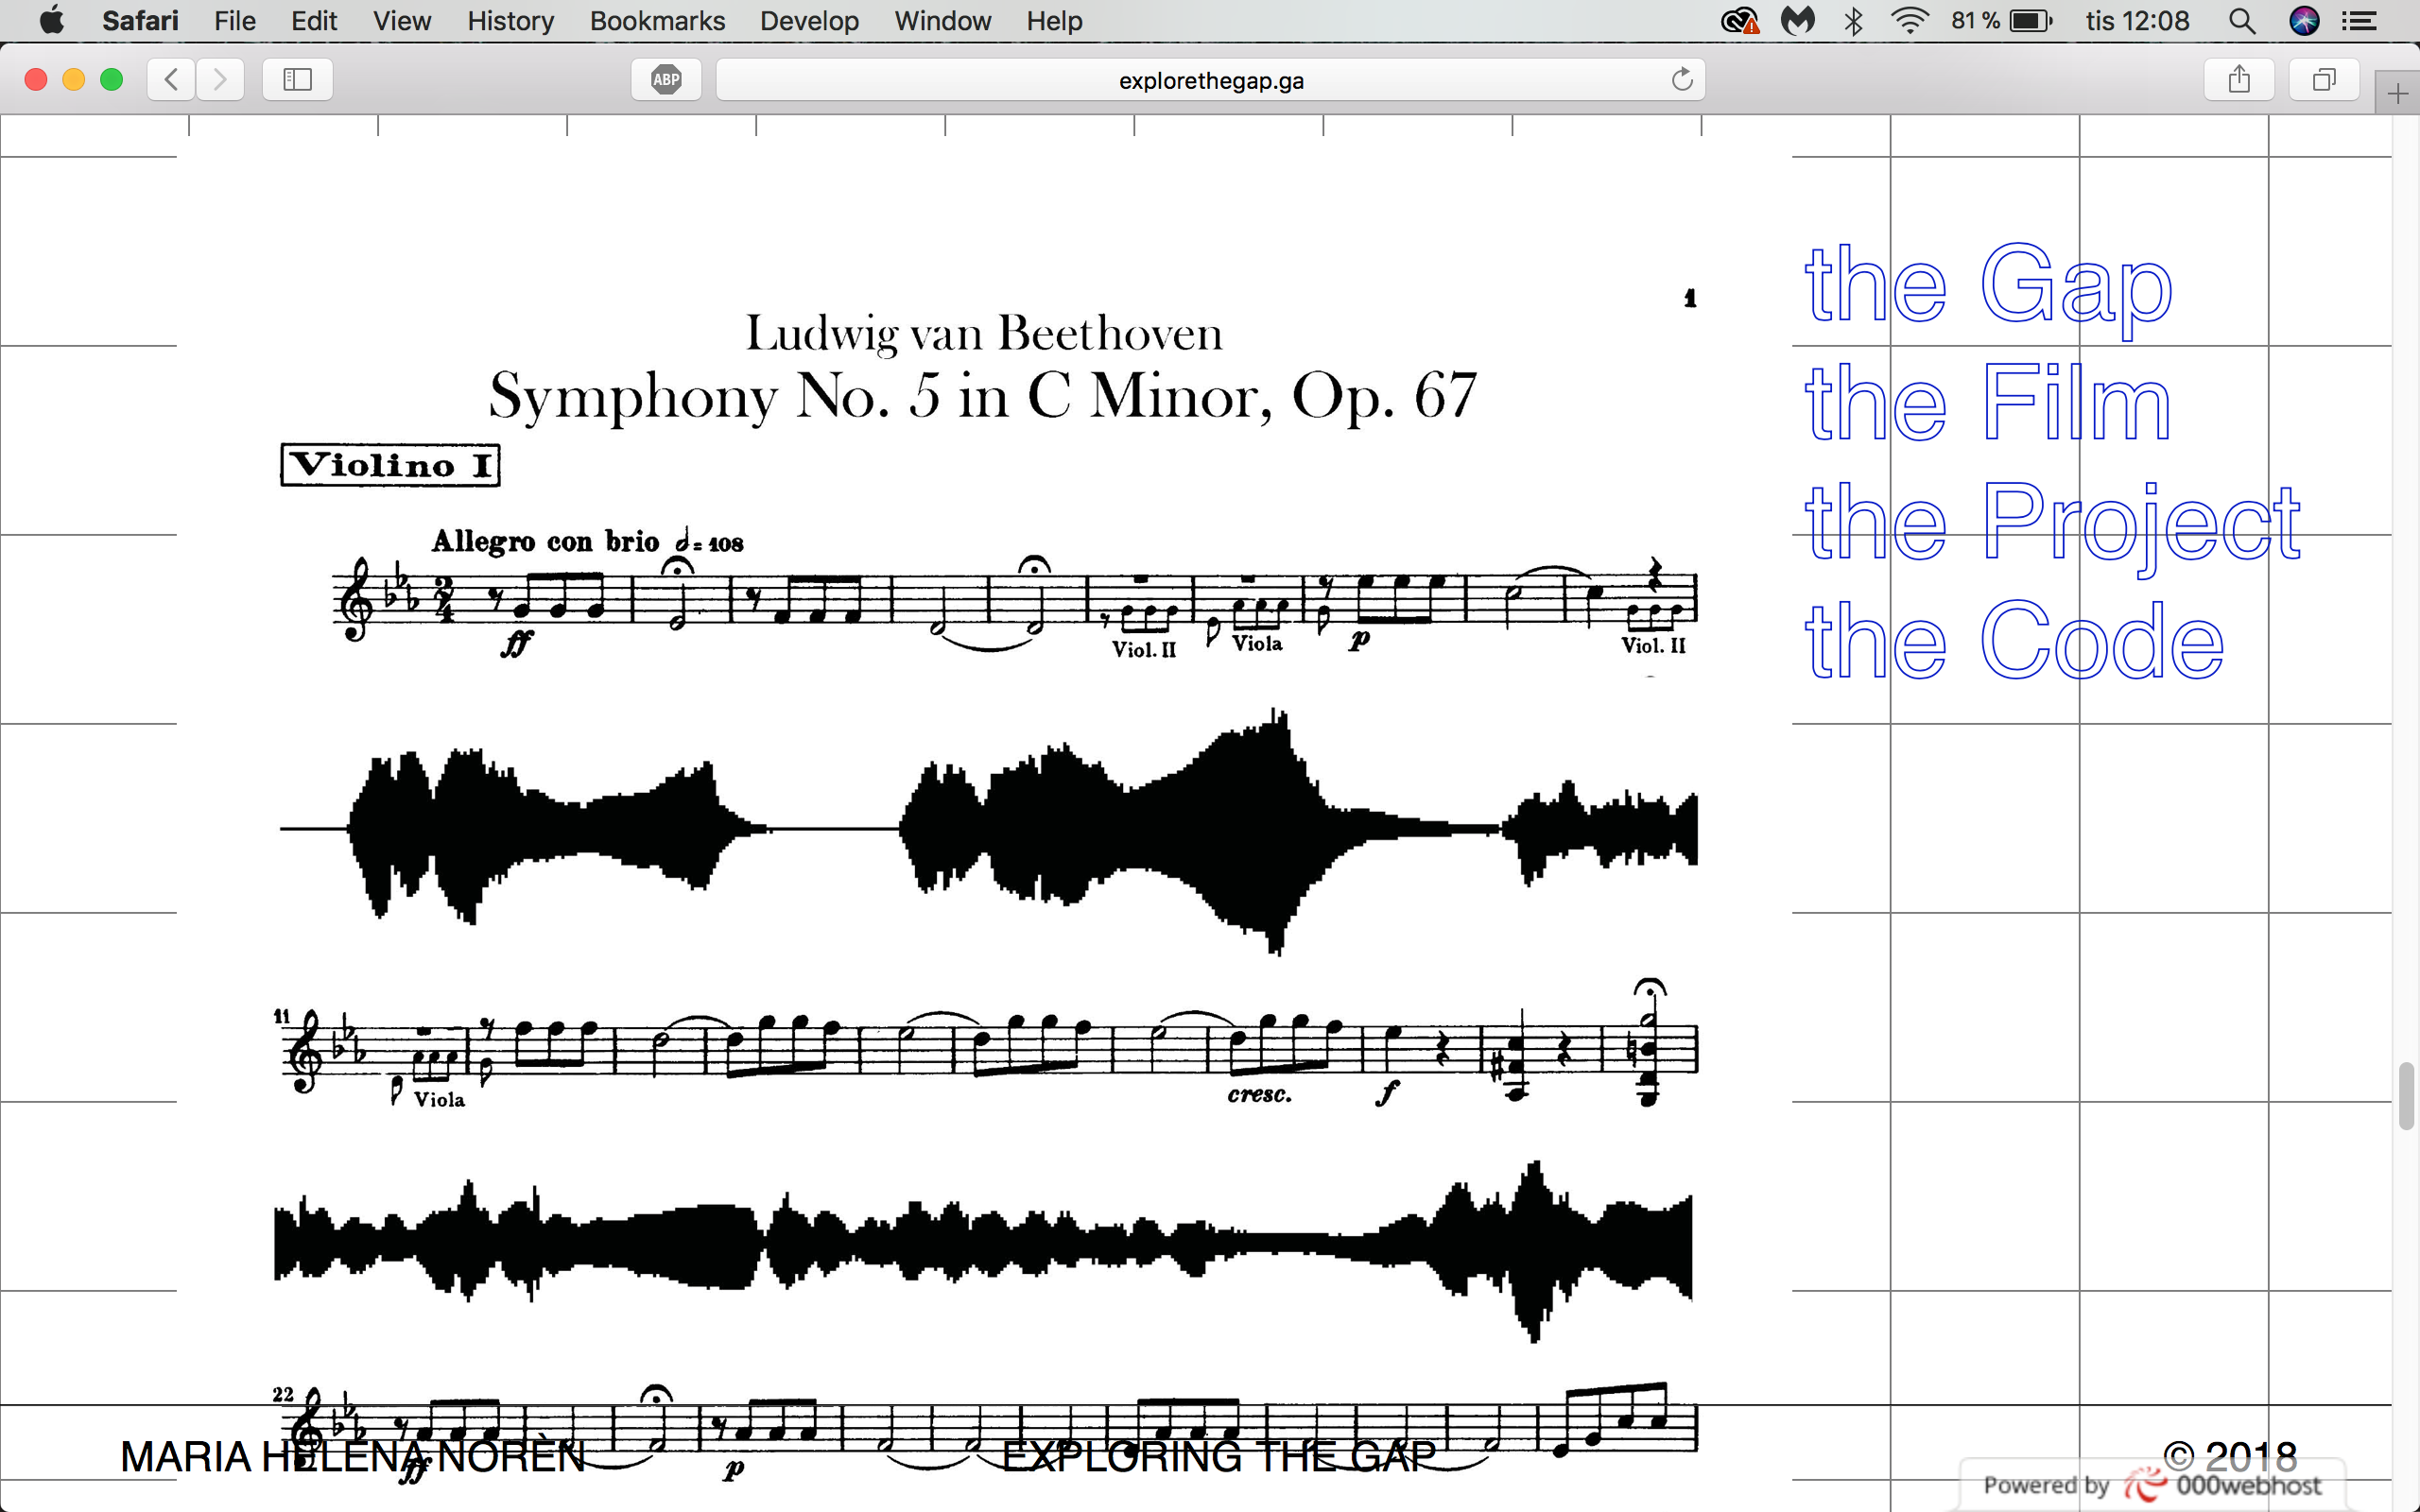 Safari File Edit View History Bookmarks Develop Window Help 81 % tis 12:08
ABP explorethegap.ga
1
Ludwig van Beethoven
Symphony No. 5 in C Minor, Op. 67
Violino I
Allegro con brio = 108
2
4
ff Viol. II Viola p Viol. II
11
Viola cresc. f
22
ff p
the Gap
the Film
the Project
the Code
MARIA HELENA NORÈN EXPLORING THE GAP © 2018
Powered by 000webhost